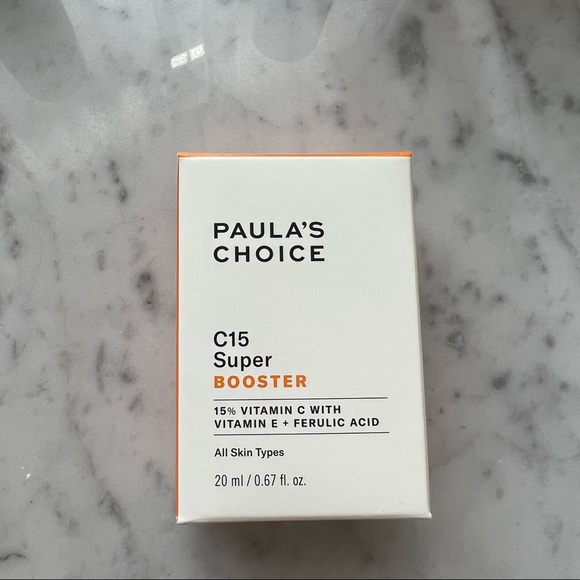 PAULA'S
CHOICE
C15
Super
BOOSTER
15% VITAMIN C WITH
VITAMIN E + FERULIC ACID
All Skin Types
20 ml / 0.67 fl. oz.